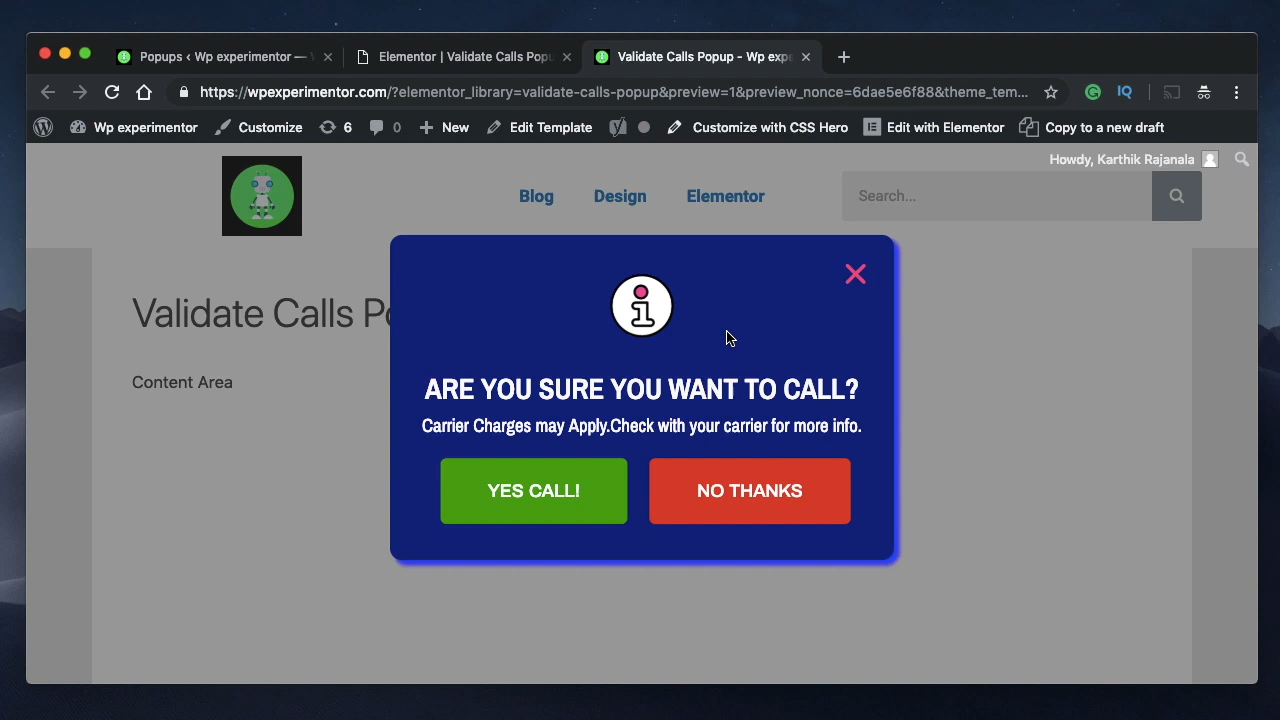 Popups ‹ Wp experimentor —
Elementor | Validate Calls Popu
Validate Calls Popup - Wp expe
https://wpexperimentor.com/?elementor_library=validate-calls-popup&preview=1&preview_nonce=6dae5e6f88&theme_tem...
IQ
Wp experimentor
Customize
6
0
New
Edit Template
Customize with CSS Hero
Edit with Elementor
Copy to a new draft
Howdy, Karthik Rajanala
Blog
Design
Elementor
Search...
Validate Calls Po
Content Area
ARE YOU SURE YOU WANT TO CALL?
Carrier Charges may Apply.Check with your carrier for more info.
YES CALL!
NO THANKS